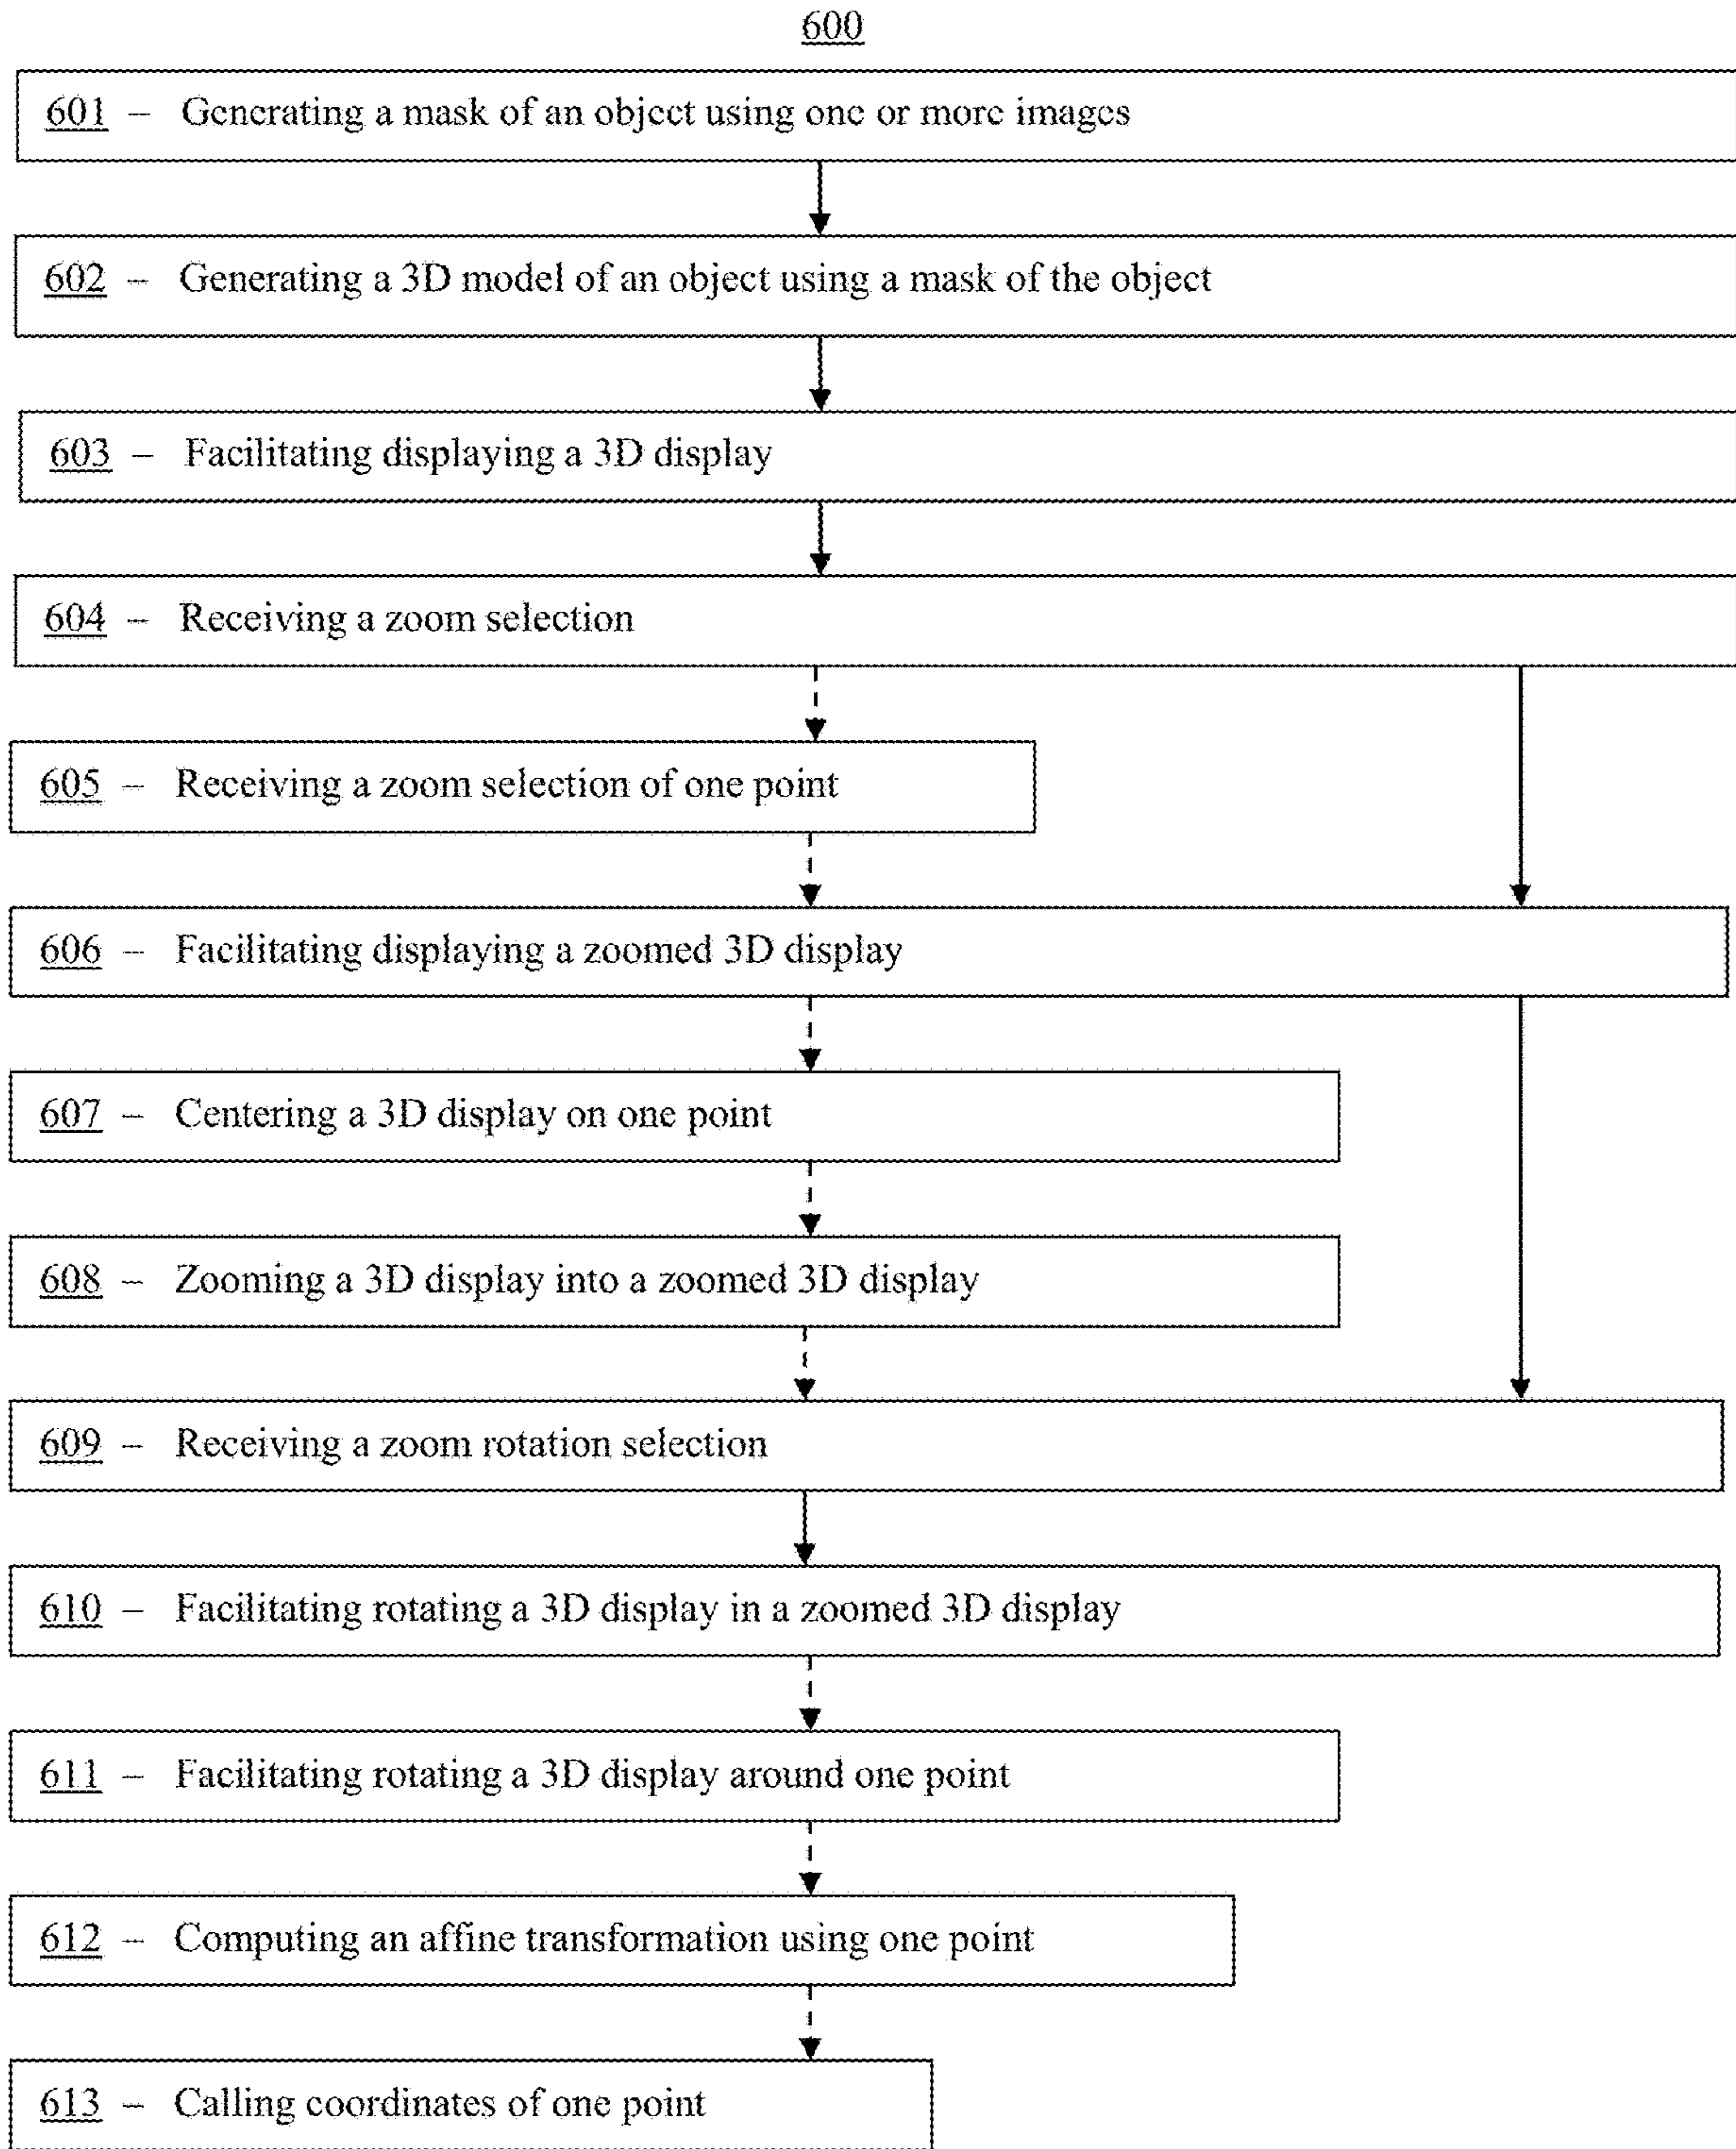 600
601 – Generating a mask of an object using one or more images
602 – Generating a 3D model of an object using a mask of the object
603 – Facilitating displaying a 3D display
604 – Receiving a zoom selection
605 – Receiving a zoom selection of one point
606 – Facilitating displaying a zoomed 3D display
607 – Centering a 3D display on one point
608 – Zooming a 3D display into a zoomed 3D display
609 – Receiving a zoom rotation selection
610 – Facilitating rotating a 3D display in a zoomed 3D display
611 – Facilitating rotating a 3D display around one point
612 – Computing an affine transformation using one point
613 – Calling coordinates of one point